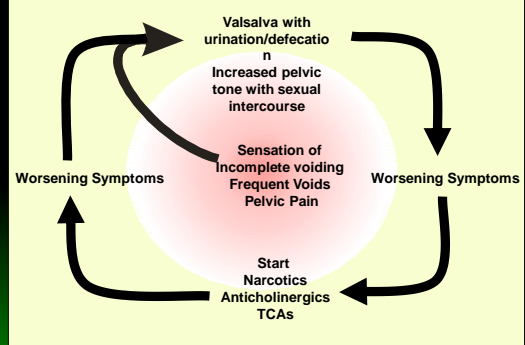 Valsalva with
urination/defecatio
n
Increased pelvic
tone with sexual
intercourse
Sensation of
Incomplete voiding
Frequent Voids
Pelvic Pain
Worsening Symptoms
Worsening Symptoms
Start
Narcotics
Anticholinergics
TCAs